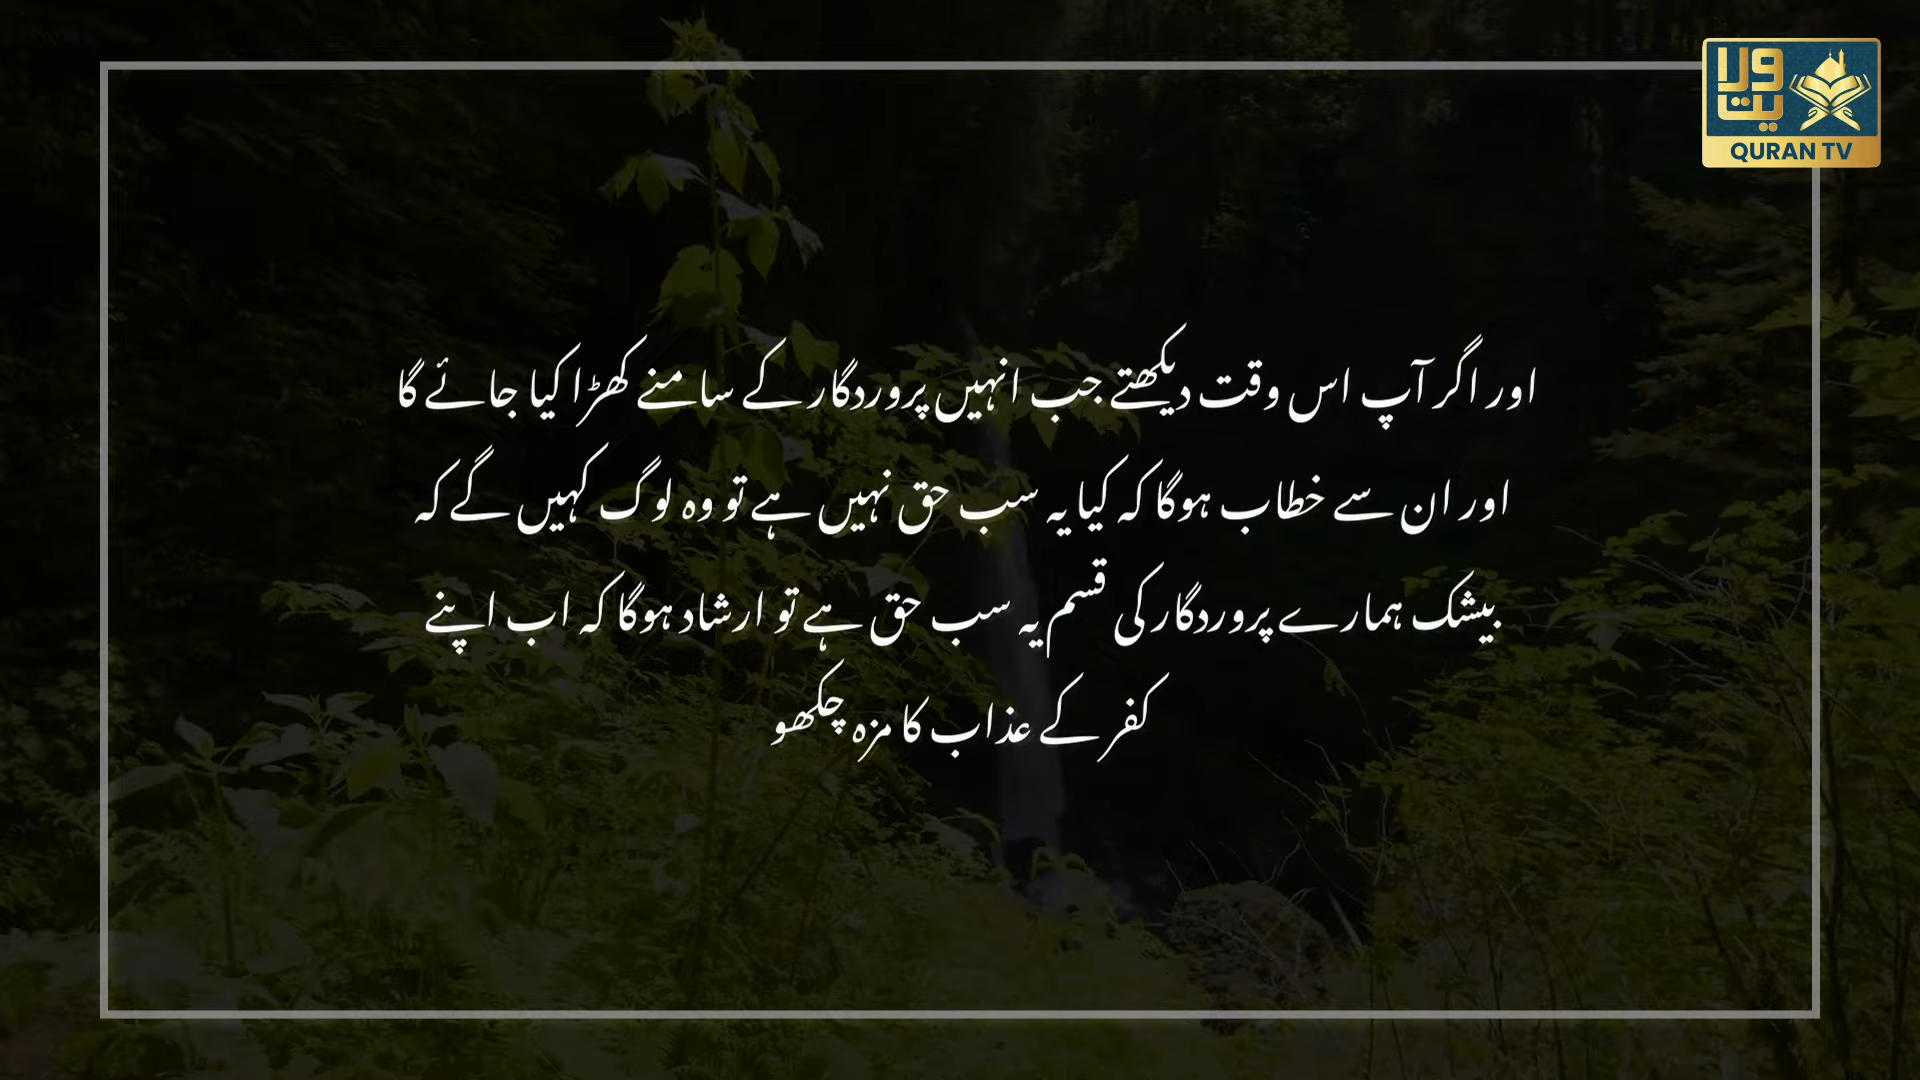 ولا
یت
QURAN TV
اور اگر آپ اس وقت دیکھتے جب انہیں پروردگار کے سامنے کھڑا کیا جائے گا
اور ان سے خطاب ہوگا کہ کیا یہ سب حق نہیں ہے تو وہ لوگ کہیں گے کہ
بیشک ہمارے پروردگار کی قسم یہ سب حق ہے تو ارشاد ہوگا کہ اب اپنے
کفر کے عذاب کا مزہ چکھو